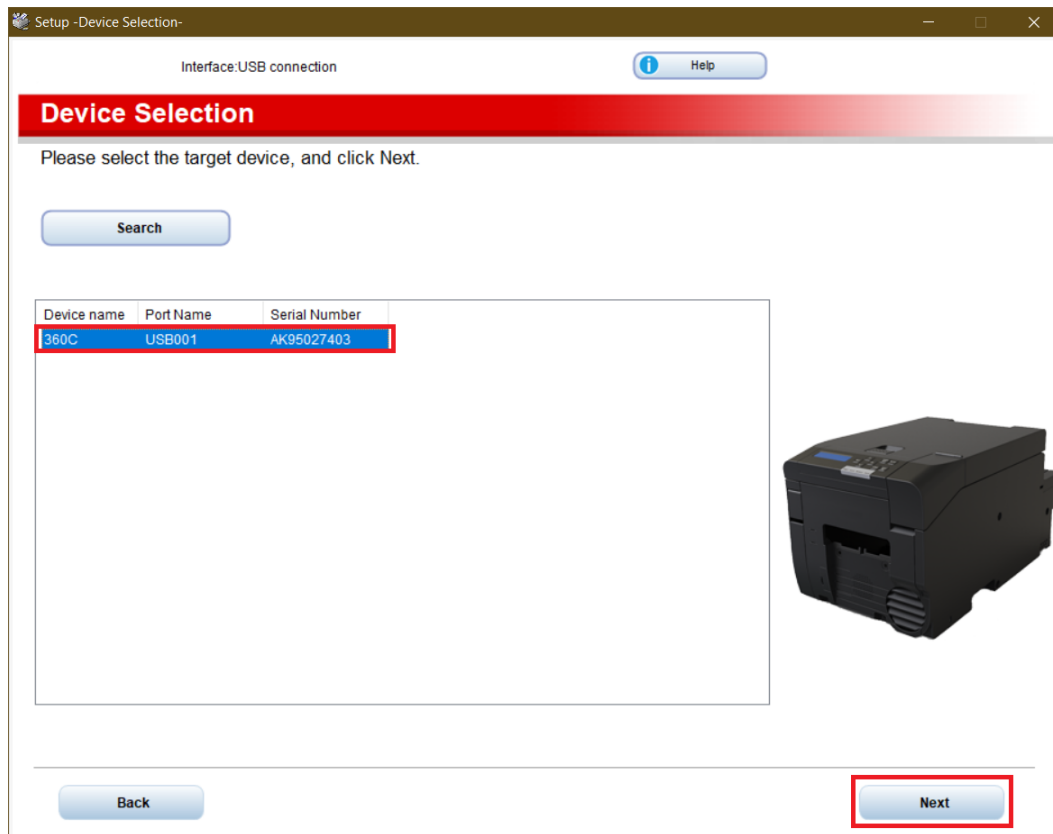 Setup -Device Selection-
Interface:USB connection
Help
Device Selection
Please select the target device, and click Next.
Search
Device name Port Name Serial Number
360C USB001 AK95027403
Back
Next